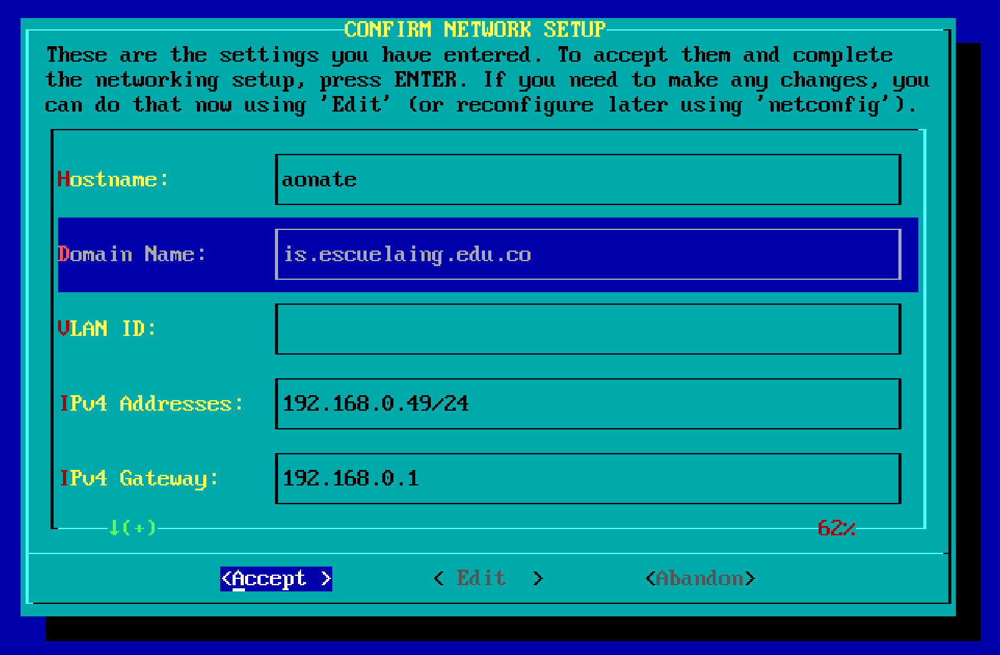 CONFIRM NETWORK SETUP
These are the settings you have entered. To accept them and complete
the networking setup, press ENTER. If you need to make any changes, you
can do that now using 'Edit' (or reconfigure later using 'netconfig').
Hostname: aonate
Domain Name: is.escuelaing.edu.co
VLAN ID:
IPv4 Addresses: 192.168.0.49/24
IPv4 Gateway: 192.168.0.1
↓(+) 62%
<Accept > < Edit > <Abandon>